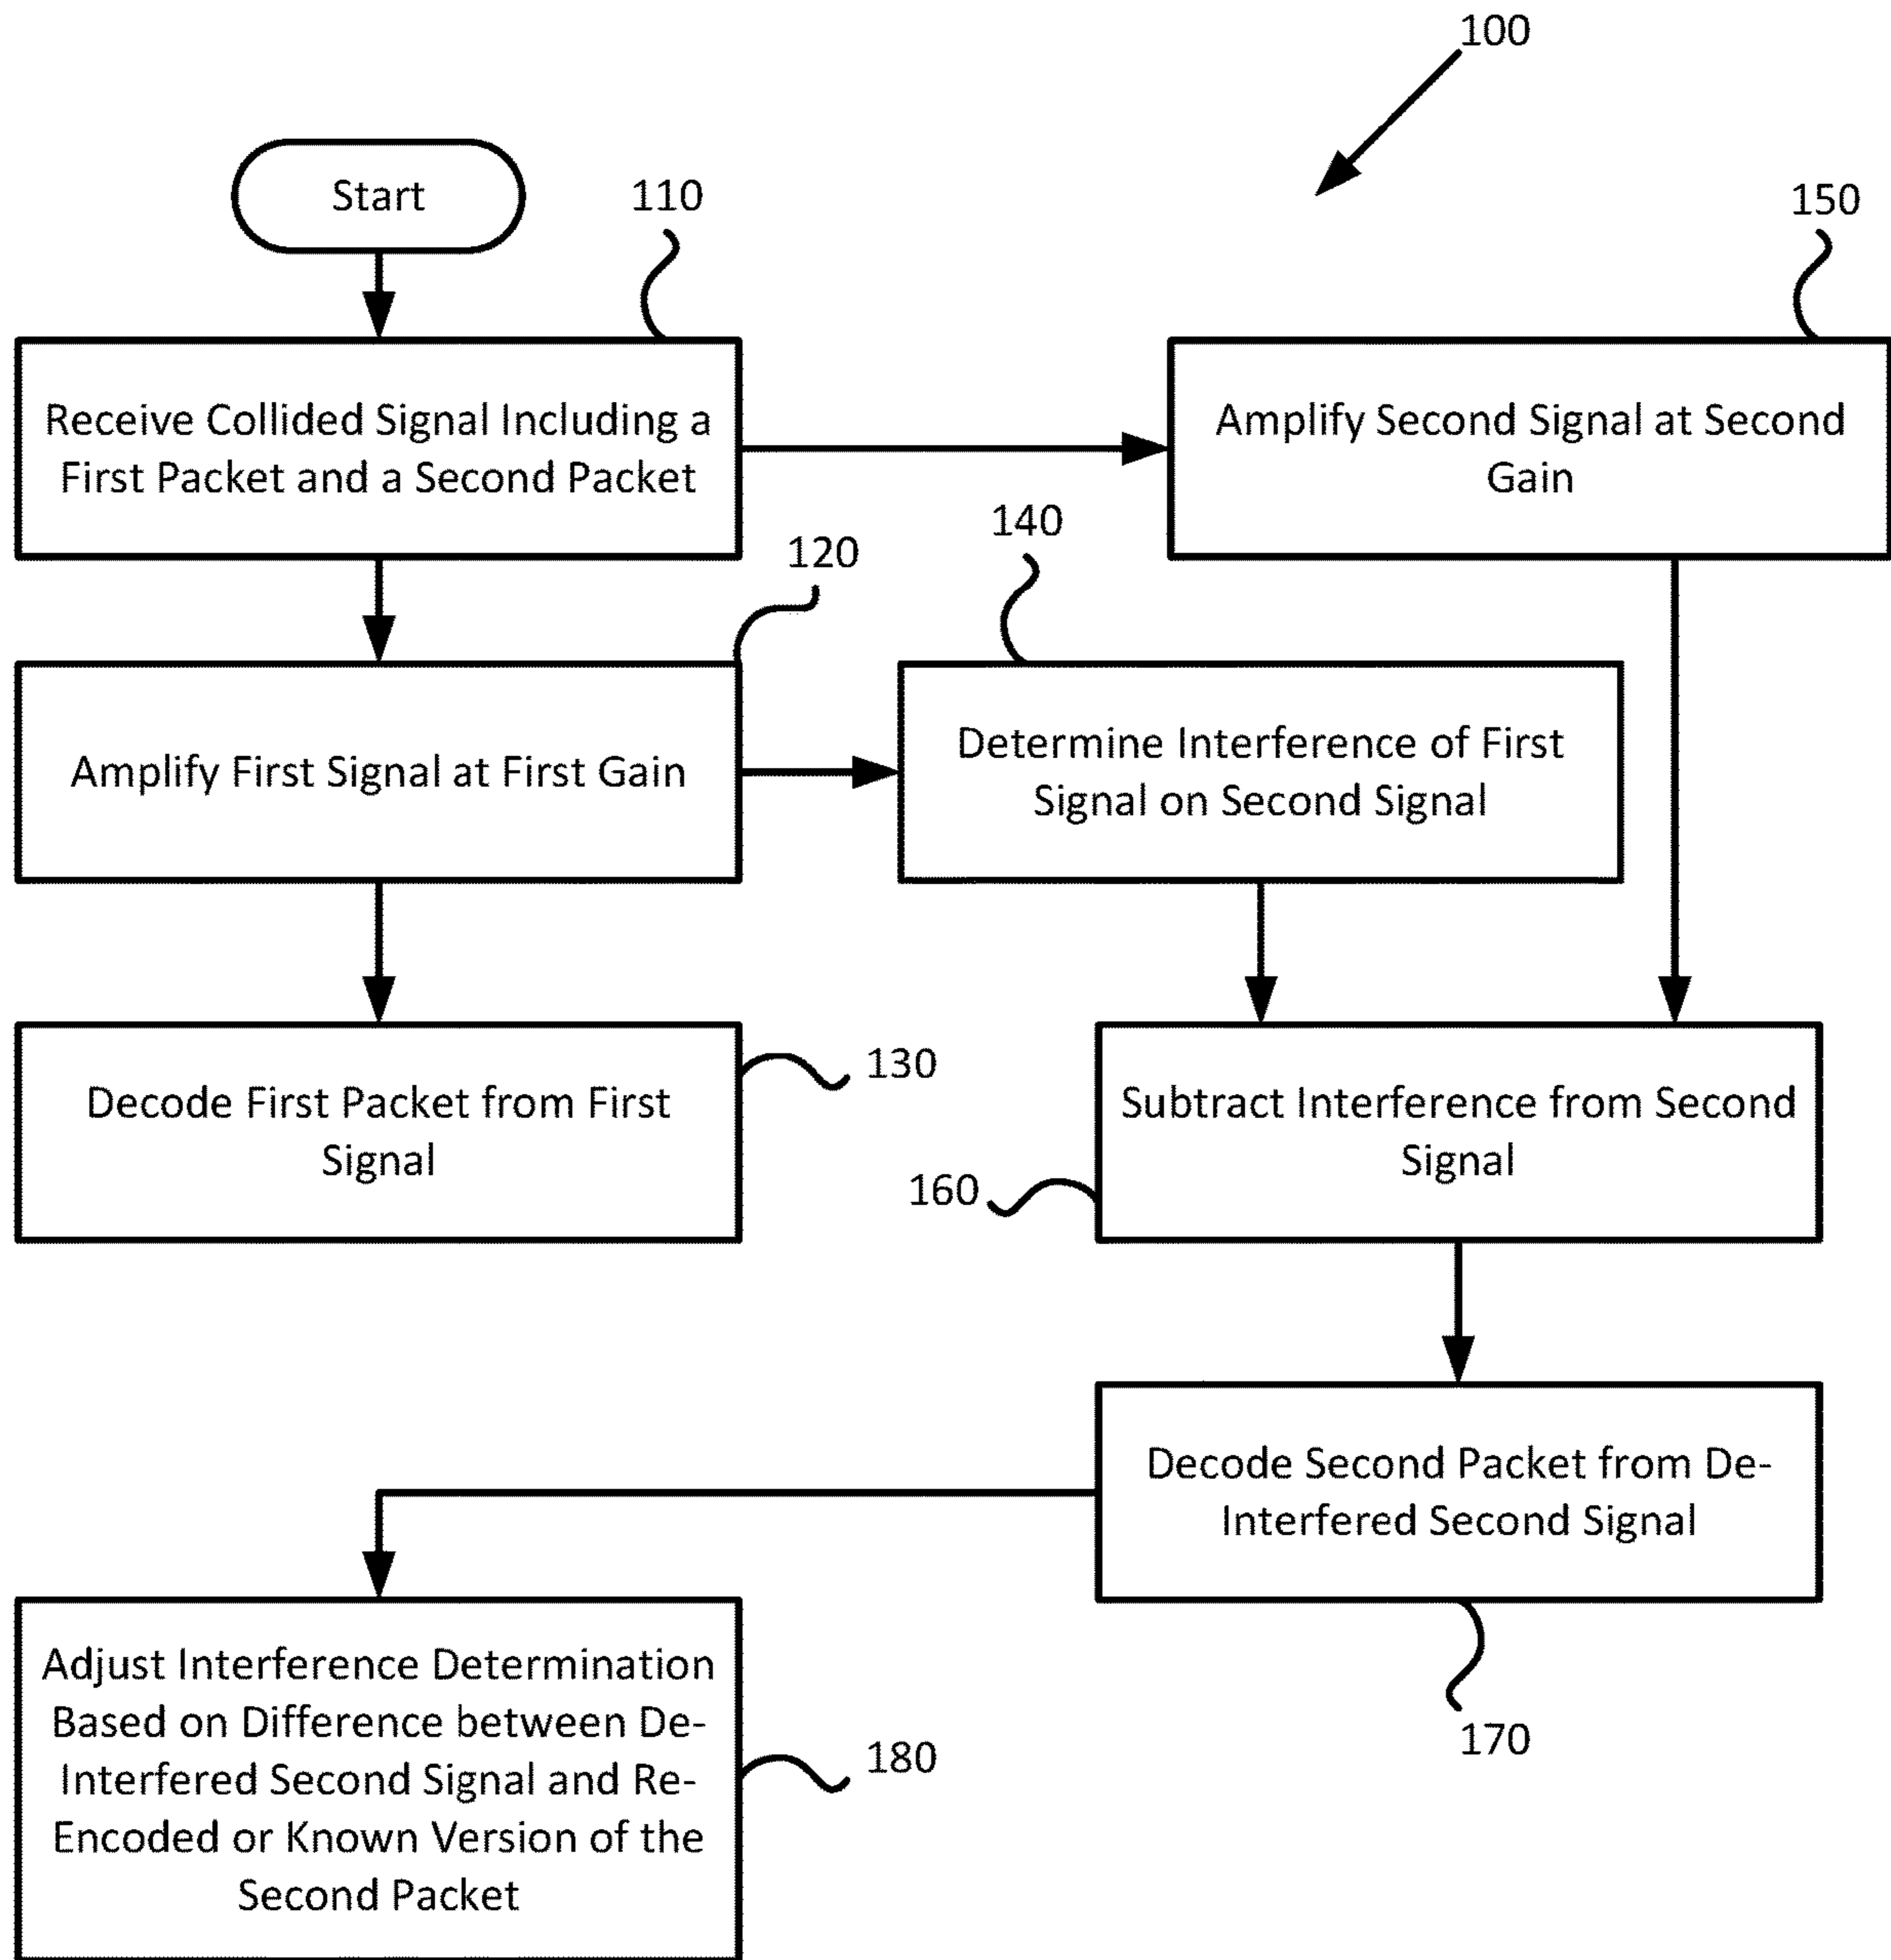 100
Start
110
150
Receive Collided Signal Including a
First Packet and a Second Packet
Amplify Second Signal at Second
Gain
140
120
Amplify First Signal at First Gain
Determine Interference of First
Signal on Second Signal
130
Decode First Packet from First
Signal
Subtract Interference from Second
Signal
160
Decode Second Packet from De-
Interfered Second Signal
170
Adjust Interference Determination
Based on Difference between De-
Interfered Second Signal and Re-
Encoded or Known Version of the
Second Packet
180